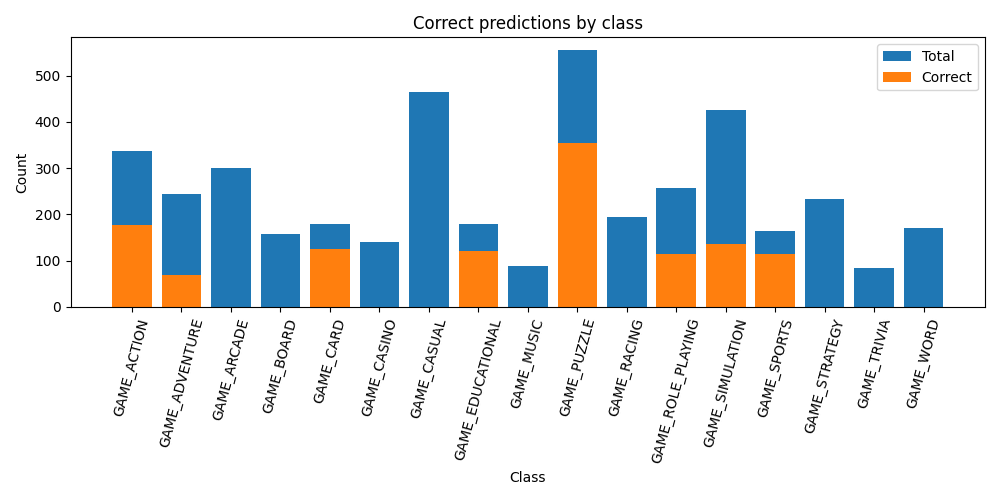 Correct predictions by class
Total
Correct
Count
500
400
300
200
100
0
GAME_ACTION
GAME_ADVENTURE
GAME_ARCADE
GAME_BOARD
GAME_CARD
GAME_CASINO
GAME_CASUAL
GAME_EDUCATIONAL
GAME_MUSIC
GAME_PUZZLE
GAME_RACING
GAME_ROLE_PLAYING
GAME_SIMULATION
GAME_SPORTS
GAME_STRATEGY
GAME_TRIVIA
GAME_WORD
Class